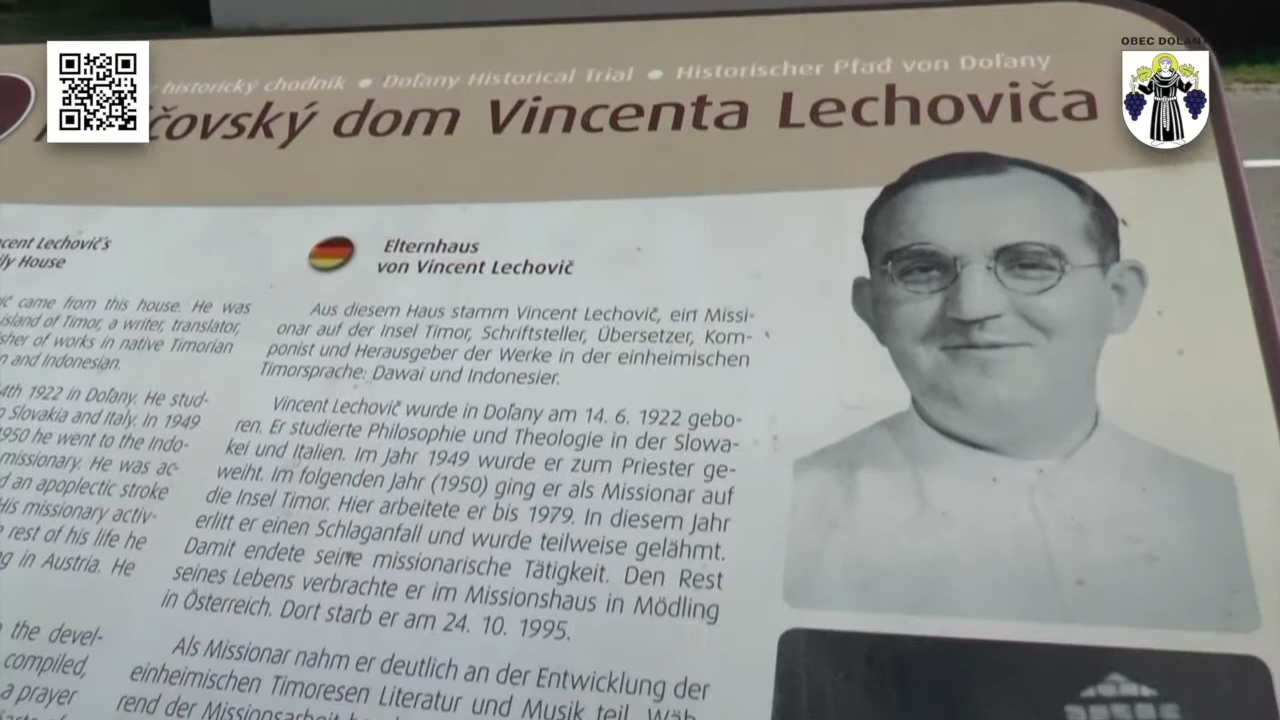 historický chodník ● Doľany Historical Trial ● Historischer Pfad von Doľany
OBEC DOĽANY
čovský dom Vincenta Lechoviča
cent Lechovič's
ly House
ič came from this house. He was
island of Timor, a writer, translator,
sher of works in native Timorian
n and Indonesian.
4th 1922 in Doľany. He stud-
n Slovakia and Italy. In 1949
1950 he went to the Indo-
missionary. He was ac-
d an apoplectic stroke
His missionary activ-
e rest of his life he
g in Austria. He
the devel-
compiled,
a prayer
Elternhaus
von Vincent Lechovič
Aus diesem Haus stamm Vincent Lechovič, ein Missi-
onar auf der Insel Timor, Schriftsteller, Übersetzer, Kom-
ponist und Herausgeber der Werke in der einheimischen
Timorsprache: Dawai und Indonesier.
Vincent Lechovič wurde in Doľany am 14. 6. 1922 gebo-
ren. Er studierte Philosophie und Theologie in der Slowa-
kei und Italien. Im Jahr 1949 wurde er zum Priester ge-
weiht. Im folgenden Jahr (1950) ging er als Missionar auf
die Insel Timor. Hier arbeitete er bis 1979. In diesem Jahr
erlitt er einen Schlaganfall und wurde teilweise gelähmt.
Damit endete seine missionarische Tätigkeit. Den Rest
seines Lebens verbrachte er im Missionshaus in Mödling
in Österreich. Dort starb er am 24. 10. 1995.
Als Missionar nahm er deutlich an der Entwicklung der
einheimischen Timoresen Literatur und Musik teil. Wäh-
rend der Missionsarbeit